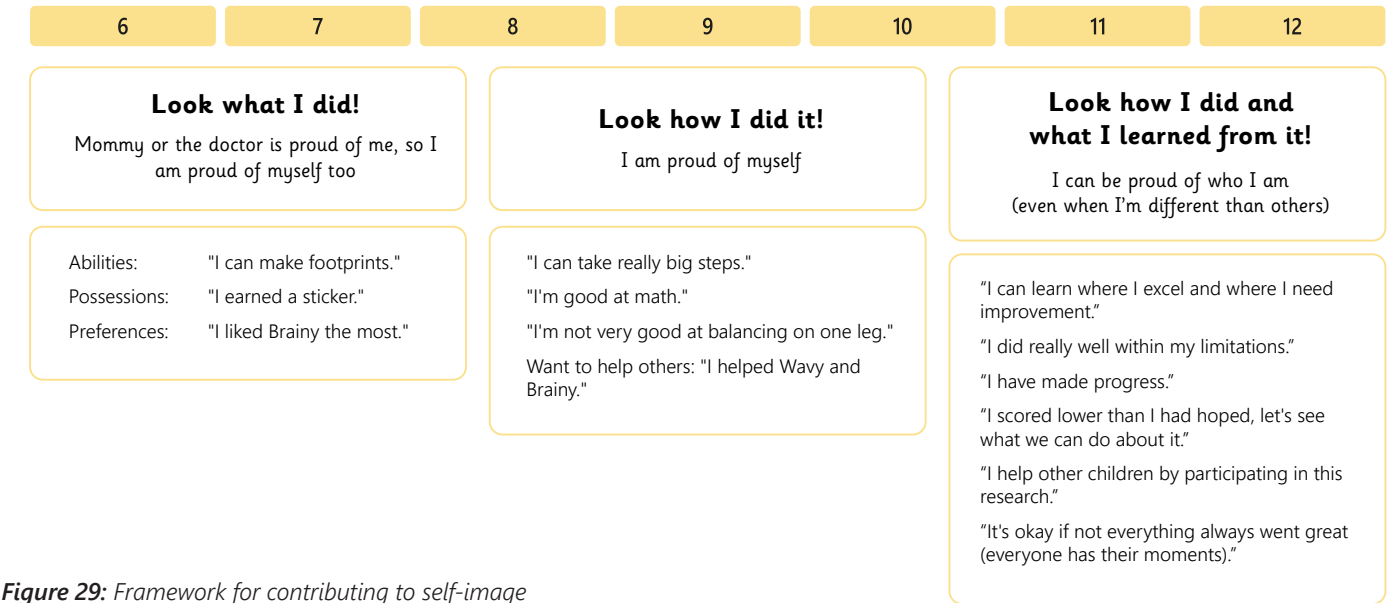 6 7 8 9 10 11 12
Look what I did!
Mommy or the doctor is proud of me, so I
am proud of myself too
Abilities: "I can make footprints."
Possessions: "I earned a sticker."
Preferences: "I liked Brainy the most."
Look how I did it!
I am proud of myself
"I can take really big steps."
"I'm good at math."
"I'm not very good at balancing on one leg."
Want to help others: "I helped Wavy and
Brainy."
Look how I did and
what I learned from it!
I can be proud of who I am
(even when I'm different than others)
“I can learn where I excel and where I need
improvement.”
“I did really well within my limitations.”
“I have made progress.”
“I scored lower than I had hoped, let's see
what we can do about it.”
“I help other children by participating in this
research.”
“It's okay if not everything always went great
(everyone has their moments).”
Figure 29: Framework for contributing to self-image